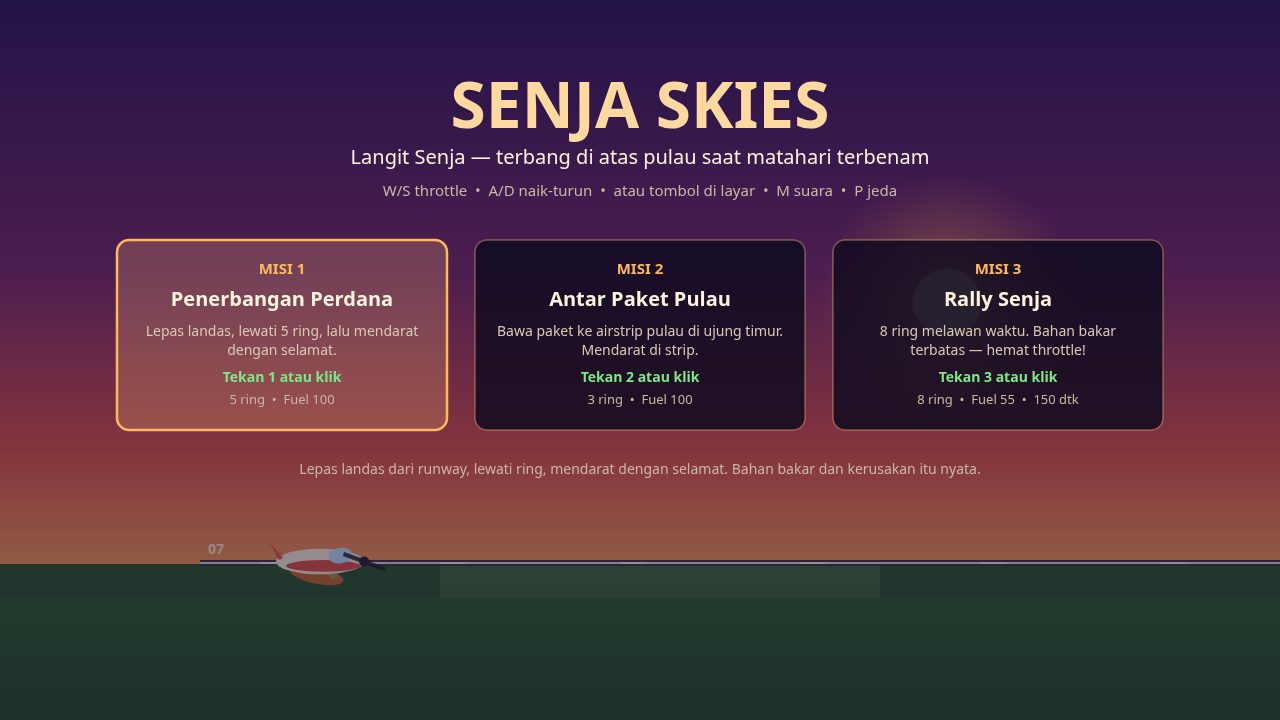 SENJA SKIES
Langit Senja — terbang di atas pulau saat matahari terbenam
W/S throttle • A/D naik-turun • atau tombol di layar • M suara • P jeda
MISI 1
Penerbangan Perdana
Lepas landas, lewati 5 ring, lalu mendarat
dengan selamat.
Tekan 1 atau klik
5 ring • Fuel 100
MISI 2
Antar Paket Pulau
Bawa paket ke airstrip pulau di ujung timur.
Mendarat di strip.
Tekan 2 atau klik
3 ring • Fuel 100
MISI 3
Rally Senja
8 ring melawan waktu. Bahan bakar
terbatas — hemat throttle!
Tekan 3 atau klik
8 ring • Fuel 55 • 150 dtk
Lepas landas dari runway, lewati ring, mendarat dengan selamat. Bahan bakar dan kerusakan itu nyata.
07